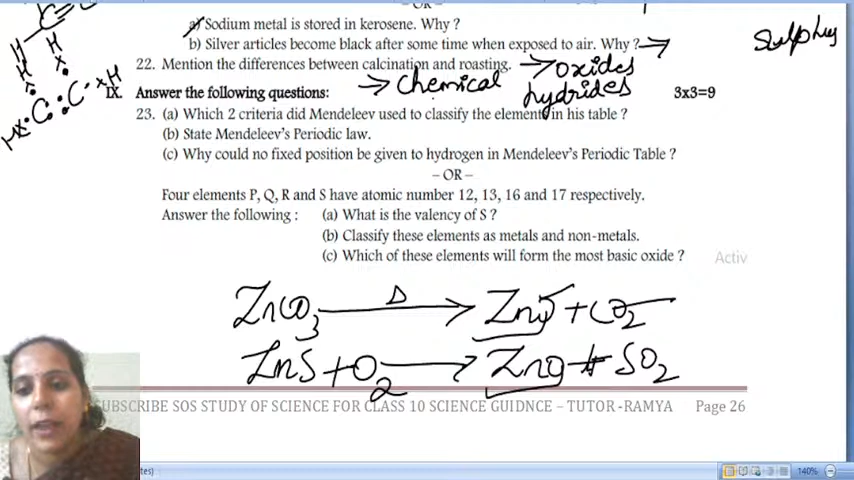 – OR –
a) Sodium metal is stored in kerosene. Why ?
b) Silver articles become black after some time when exposed to air. Why ? → Sulphur
22. Mention the differences between calcination and roasting. → oxides
hydrides
IX. Answer the following questions: → chemical 3x3=9
23. (a) Which 2 criteria did Mendeleev used to classify the elements in his table ?
(b) State Mendeleev's Periodic law.
(c) Why could no fixed position be given to hydrogen in Mendeleev's Periodic Table ?
– OR –
Four elements P, Q, R and S have atomic number 12, 13, 16 and 17 respectively.
Answer the following : (a) What is the valency of S ?
(b) Classify these elements as metals and non-metals.
(c) Which of these elements will form the most basic oxide ?
Activ
ZnCO3 —Δ→ ZnO + CO2
ZnS + O2 → ZnO + SO2
SUBSCRIBE SOS STUDY OF SCIENCE FOR CLASS 10 SCIENCE GUIDNCE – TUTOR -RAMYA Page 26
140%